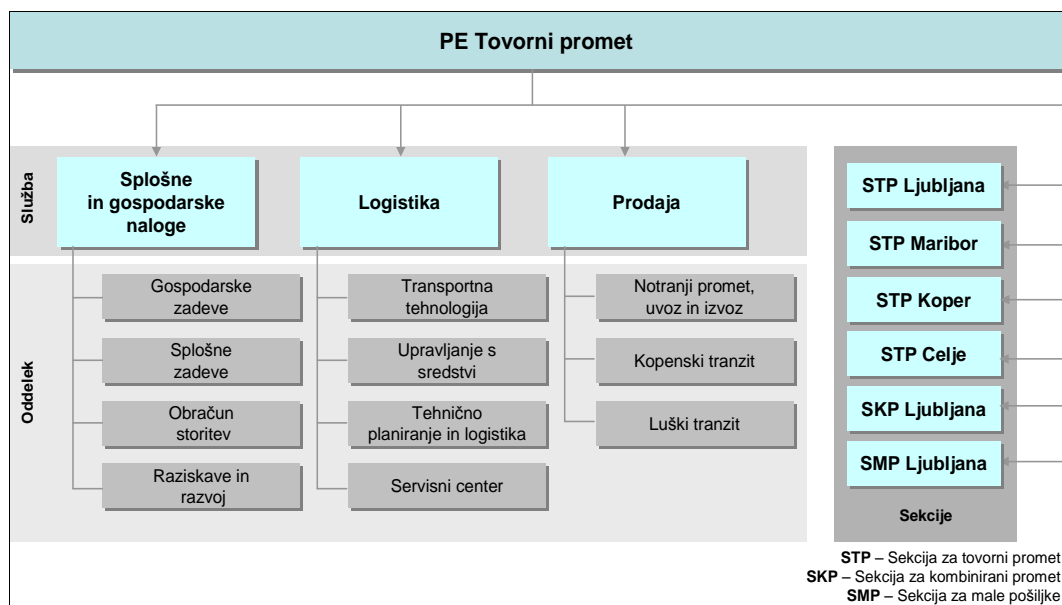 PE Tovorni promet
Služba
Splošne
in gospodarske
naloge
Logistika
Prodaja
Oddelek
Gospodarske
zadeve
Splošne
zadeve
Obračun
storitev
Raziskave in
razvoj
Transportna
tehnologija
Upravljanje s
sredstvi
Tehnično
planiranje in logistika
Servisni center
Notranji promet,
uvoz in izvoz
Kopenski tranzit
Luški tranzit
STP Ljubljana
STP Maribor
STP Koper
STP Celje
SKP Ljubljana
SMP Ljubljana
Sekcije
STP – Sekcija za tovorni promet
SKP – Sekcija za kombinirani promet
SMP – Sekcija za male pošiljke